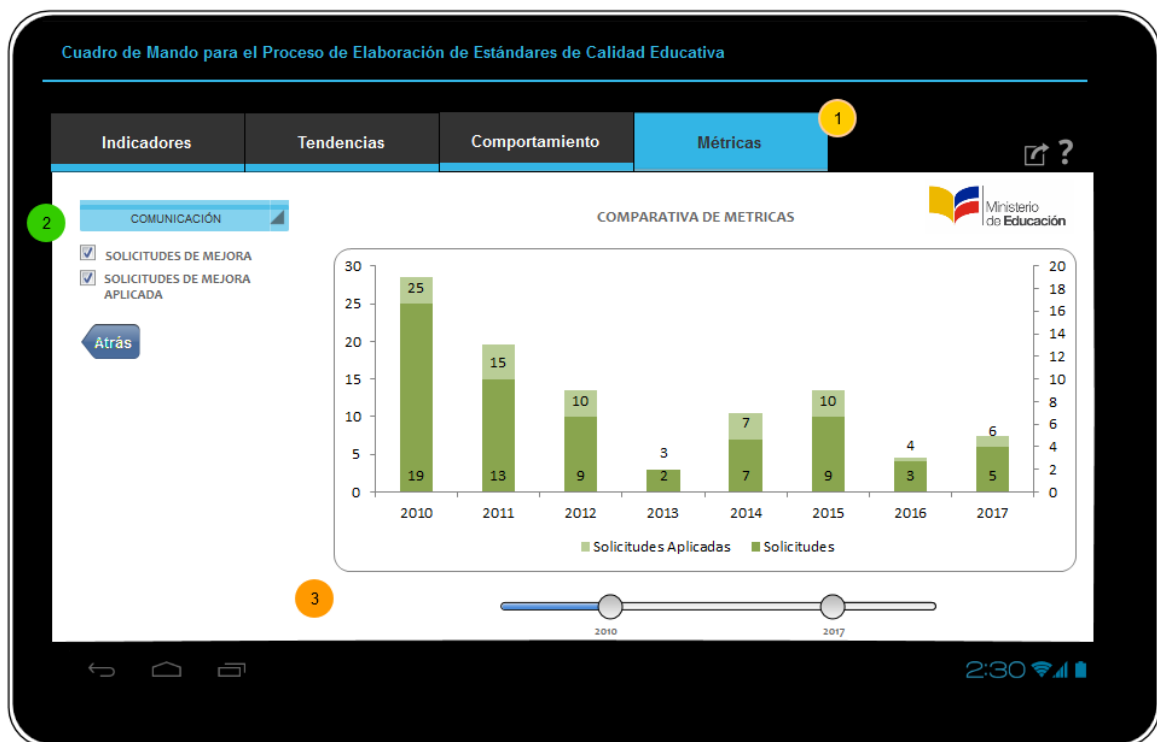 Cuadro de Mando para el Proceso de Elaboración de Estándares de Calidad Educativa
1
Indicadores
Tendencias
Comportamiento
Métricas
?
2
COMUNICACIÓN
COMPARATIVA DE METRICAS
Ministerio
de Educación
SOLICITUDES DE MEJORA
SOLICITUDES DE MEJORA
APLICADA
Atrás
30
25
20
15
10
5
0
25
15
10
3
7
10
4
6
19
13
9
2
7
9
3
5
20
18
16
14
12
10
8
6
4
2
0
2010 2011 2012 2013 2014 2015 2016 2017
Solicitudes Aplicadas Solicitudes
3
2010 2017
2:30